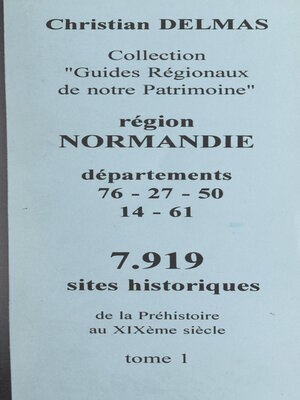 Christian DELMAS
Collection
"Guides Régionaux
de notre Patrimoine"
région
NORMANDIE
départements
76 - 27 - 50
14 - 61
7.919
sites historiques
de la Préhistoire
au XIXème siècle
tome 1